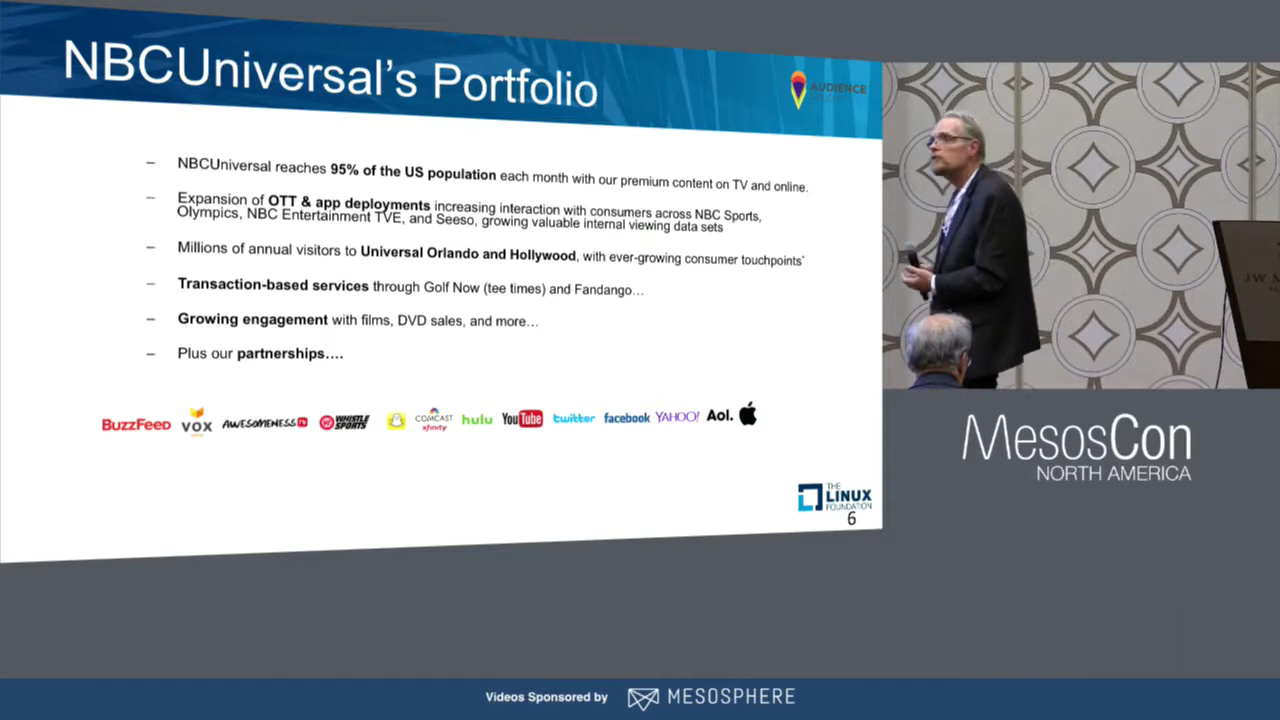 NBCUniversal's Portfolio
AUDIENCE
– NBCUniversal reaches 95% of the US population each month with our premium content on TV and online.
– Expansion of OTT & app deployments increasing interaction with consumers across NBC Sports,
Olympics, NBC Entertainment TVE, and Seeso, growing valuable internal viewing data sets
– Millions of annual visitors to Universal Orlando and Hollywood, with ever-growing consumer touchpoints'
– Transaction-based services through Golf Now (tee times) and Fandango…
– Growing engagement with films, DVD sales, and more…
– Plus our partnerships….
BuzzFeed VOX AWESOMENESS TV WHISTLE SPORTS COMCAST xfinity hulu YouTube twitter facebook YAHOO! Aol.
THE
LINUX
FOUNDATION
6
JW M
MesosCon
NORTH AMERICA
Videos Sponsored by MESOSPHERE